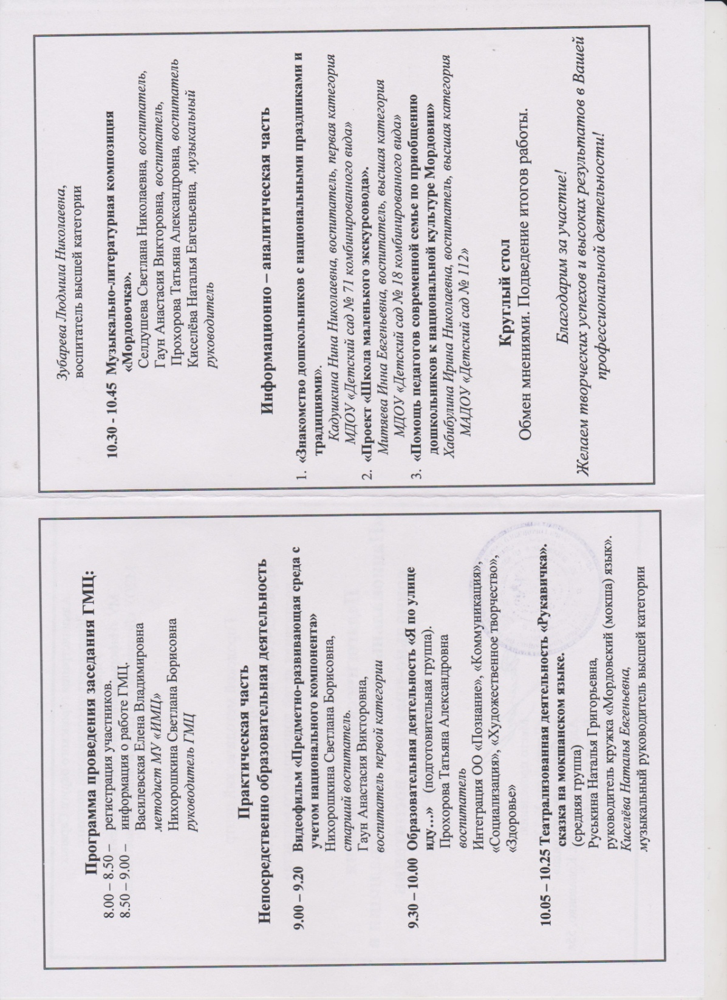 Программа проведения заседания ГМЦ:
8.00 – 8.50 – регистрация участников.
8.50 – 9.00 – информация о работе ГМЦ.
Василевская Елена Владимировна
методист МУ «ИМЦ»
Нихорошкина Светлана Борисовна
руководитель ГМЦ
Практическая часть
Непосредственно образовательная деятельность
9.00 – 9.20 Видеофильм «Предметно-развивающая среда с
учетом национального компонента»
Нихорошкина Светлана Борисовна,
старший воспитатель.
Гаун Анастасия Викторовна,
воспитатель первой категории
9.30 – 10.00 Образовательная деятельность «Я по улице
иду…» (подготовительная группа).
Прохорова Татьяна Александровна
воспитатель
Интеграция ОО «Познание», «Коммуникация»,
«Социализация», «Художественное творчество»,
«Здоровье»
10.05 – 10.25 Театрализованная деятельность «Рукавичка».
сказка на мокшанском языке.
(средняя группа)
Руськина Наталья Григорьевна,
руководитель кружка «Мордовский (мокша) язык».
Киселёва Наталья Евгеньевна,
музыкальный руководитель высшей категории
Зубарева Людмила Николаевна,
воспитатель высшей категории
10.30 - 10.45 Музыкально-литературная композиция
«Мордовочка».
Селдушева Светлана Николаевна, воспитатель,
Гаун Анастасия Викторовна, воспитатель,
Прохорова Татьяна Александровна, воспитатель
Киселёва Наталья Евгеньевна, музыкальный
руководитель
Информационно – аналитическая часть
1. «Знакомство дошкольников с национальными праздниками и
традициями».
Кадушкина Нина Николаевна, воспитатель, первая категория
МДОУ «Детский сад № 71 комбинированного вида»
2. «Проект «Школа маленького экскурсовода».
Митяева Инна Евгеньевна, воспитатель, высшая категория
МДОУ «Детский сад № 18 комбинированного вида»
3. «Помощь педагогов современной семье по приобщению
дошкольников к национальной культуре Мордовии»
Хабибулина Ирина Николаевна, воспитатель, высшая категория
МАДОУ «Детский сад № 112»
Круглый стол
Обмен мнениями. Подведение итогов работы.
Благодарим за участие!
Желаем творческих успехов и высоких результатов в Вашей
профессиональной деятельности!